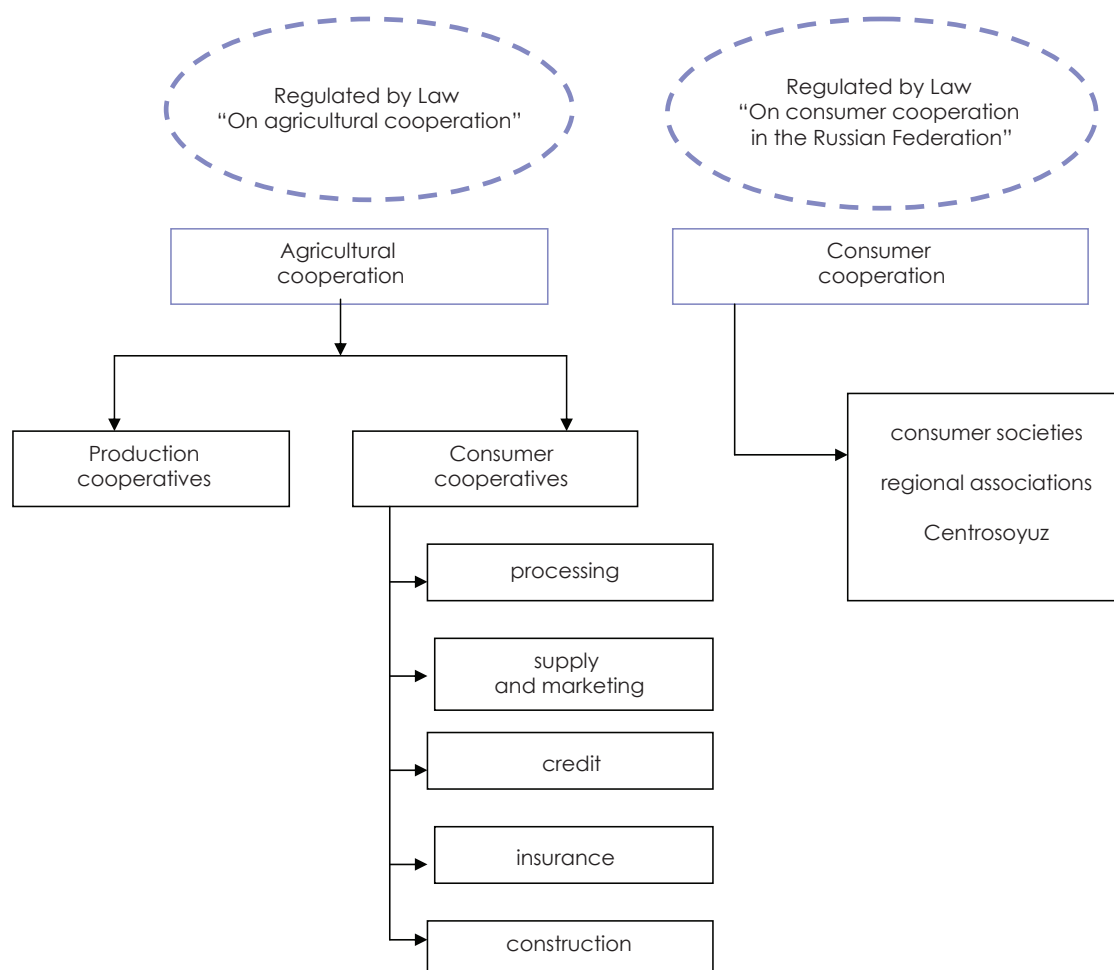 Regulated by Law
“On agricultural cooperation”
Regulated by Law
“On consumer cooperation
in the Russian Federation”
Agricultural
cooperation
Consumer
cooperation
Production
cooperatives
Consumer
cooperatives
consumer societies
regional associations
Centrosoyuz
processing
supply
and marketing
credit
insurance
construction